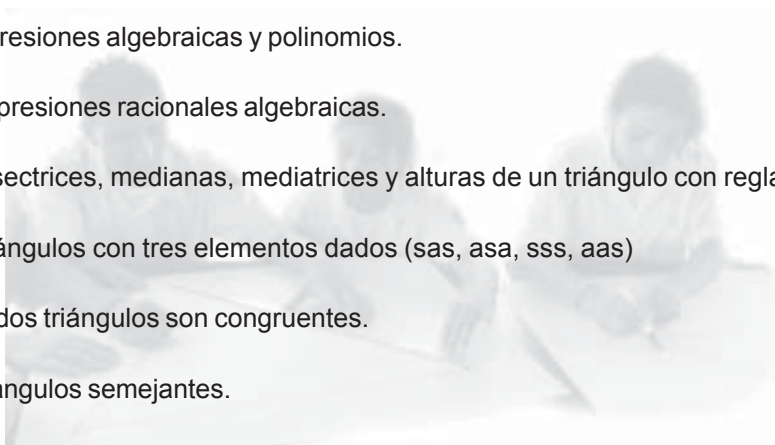 resiones algebraicas y polinomios.
presiones racionales algebraicas.
sectrices, medianas, mediatrices y alturas de un triángulo con regla
ángulos con tres elementos dados (sas, asa, sss, aas)
dos triángulos son congruentes.
ángulos semejantes.